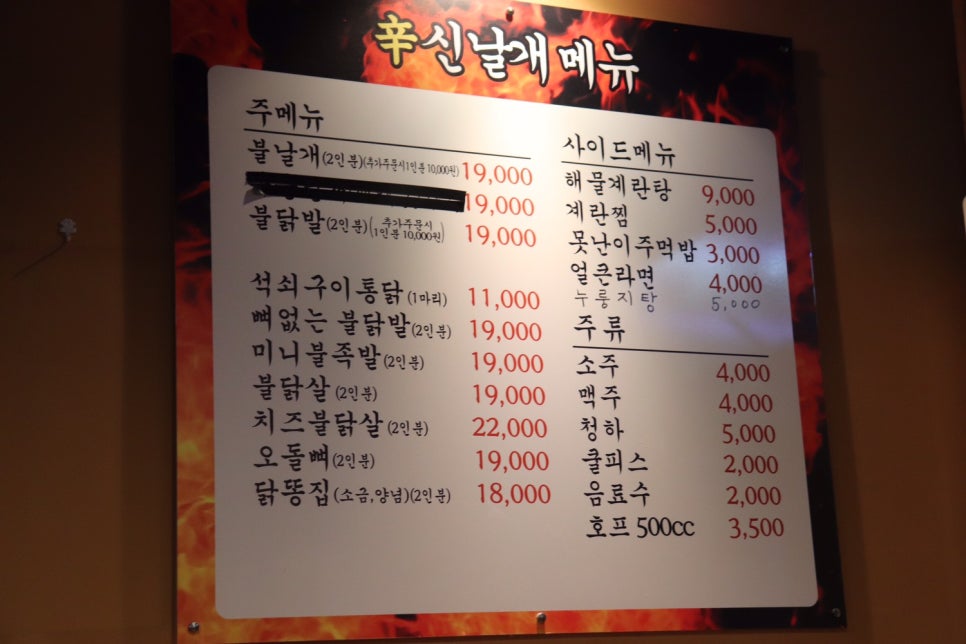 辛신날개메뉴
주메뉴
불날개(2인분)(추가주문시1인분 10,000원) 19,000
19,000
불닭발(2인분)(추가주문시 1인분 10,000원) 19,000
석쇠구이통닭(1마리) 11,000
뼈없는 불닭발(2인분) 19,000
미니불족발(2인분) 19,000
불닭살(2인분) 19,000
치즈불닭살(2인분) 22,000
오돌뼈(2인분) 19,000
닭똥집(소금,양념)(2인분) 18,000
사이드메뉴
해물계란탕 9,000
계란찜 5,000
못난이주먹밥 3,000
얼큰라면 4,000
누룽지탕 5,000
주류
소주 4,000
맥주 4,000
청하 5,000
쿨피스 2,000
음료수 2,000
호프 500cc 3,500